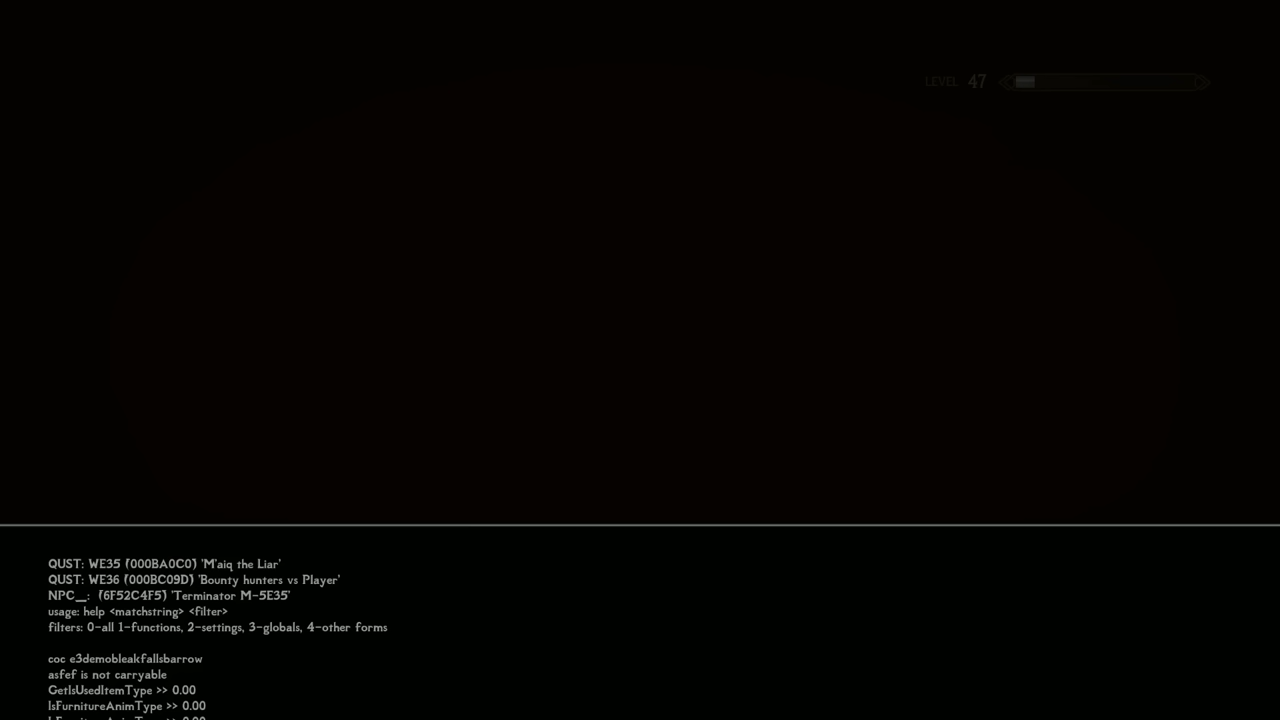 LEVEL 47
QUST: WE35 (000BA0C0) 'M'aiq the Liar'
QUST: WE36 (000BC09D) 'Bounty hunters vs Player'
NPC_: (6F52C4F5) 'Terminator M-5E35'
usage: help <matchstring> <filter>
filters: 0-all 1-functions, 2-settings, 3-globals, 4-other forms
coc e3demobleakfallsbarrow
asfef is not carryable
GetIsUsedItemType >> 0.00
IsFurnitureAnimType >> 0.00